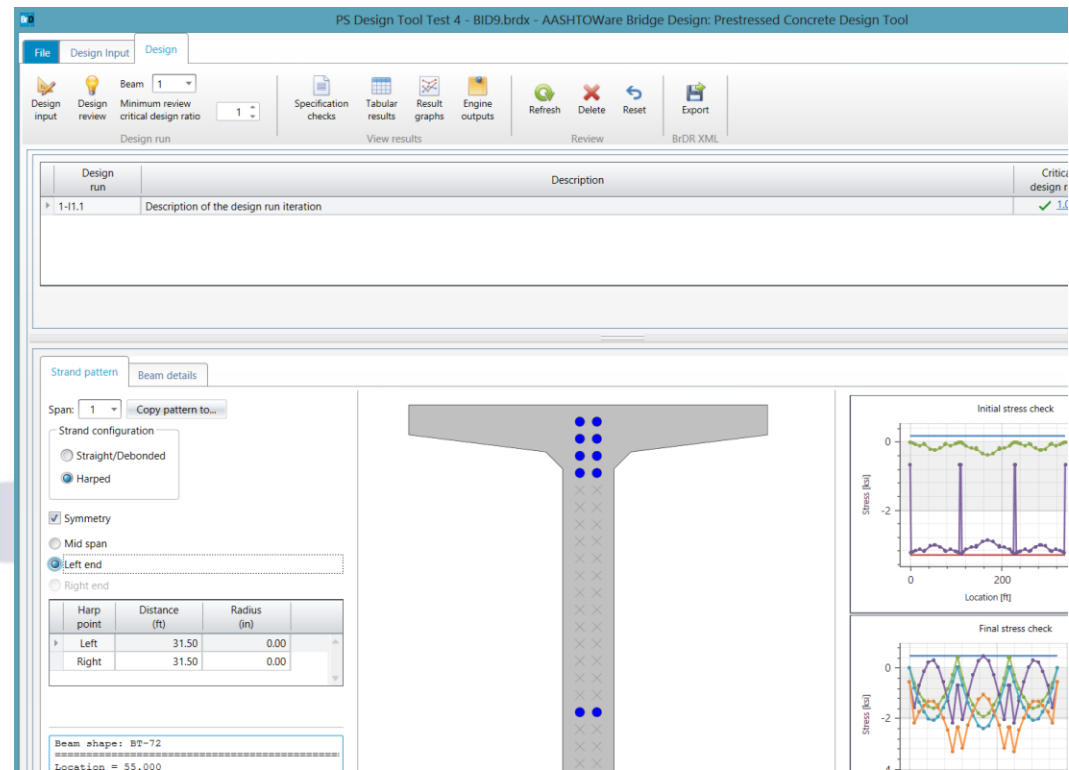 BrD PS Design Tool Test 4 - BID9.brdx - AASHTOWare Bridge Design: Prestressed Concrete Design Tool
File Design Input Design
Design input
Design review
Beam 1
Minimum review critical design ratio 1
Specification checks
Tabular results
Result graphs
Engine outputs
Refresh Delete Reset
Export
Design run View results Review BrDR XML
Design run Description
1-I1.1 Description of the design run iteration
Strand pattern Beam details
Span: 1 Copy pattern to...
Strand configuration
Straight/Debonded
Harped
Symmetry
Mid span
Left end
Right end
Harp point Distance (ft) Radius (in)
Left 31.50 0.00
Right 31.50 0.00
Beam shape: BT-72
Location = 55.000
Initial stress check
0
Stress [ksi]
-2
0 200
Location [ft]
Final stress check
0
Stress [ksi]
-2